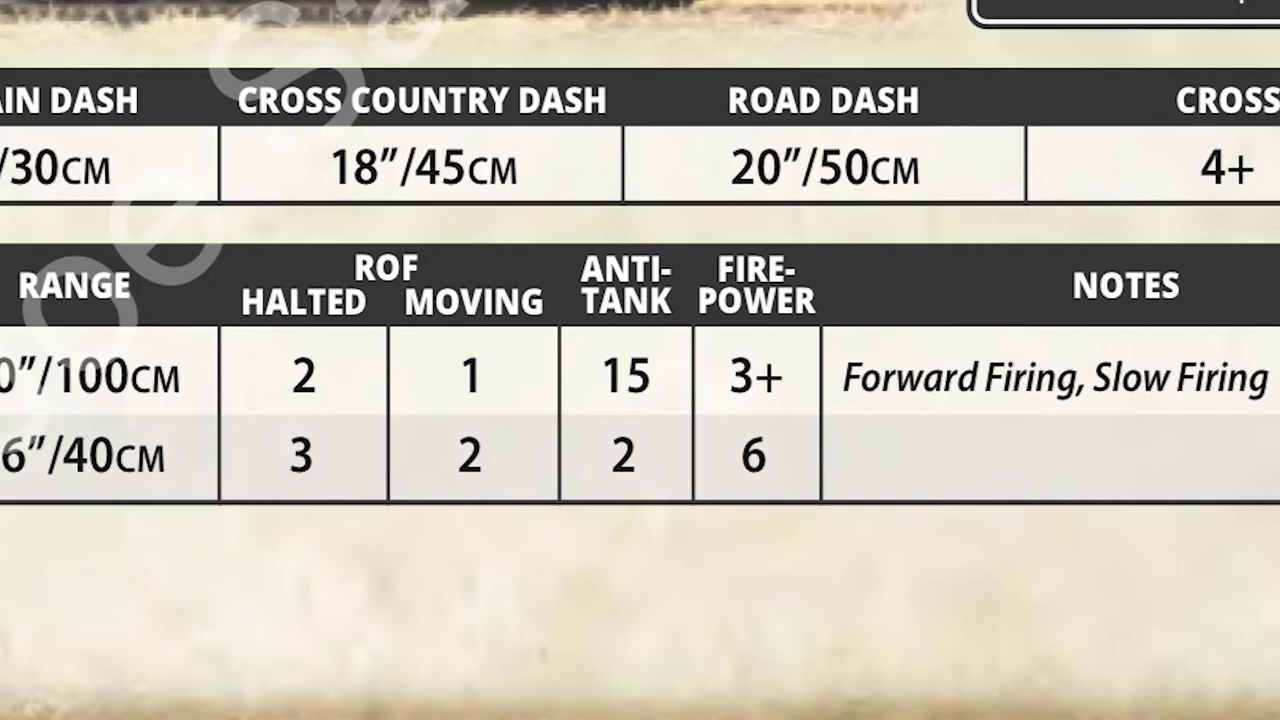 AIN DASH CROSS COUNTRY DASH ROAD DASH CROSS
/30CM 18”/45CM 20”/50CM 4+
RANGE ROF HALTED MOVING ANTI-TANK FIRE-POWER NOTES
0”/100CM 2 1 15 3+ Forward Firing, Slow Firing
6”/40CM 3 2 2 6